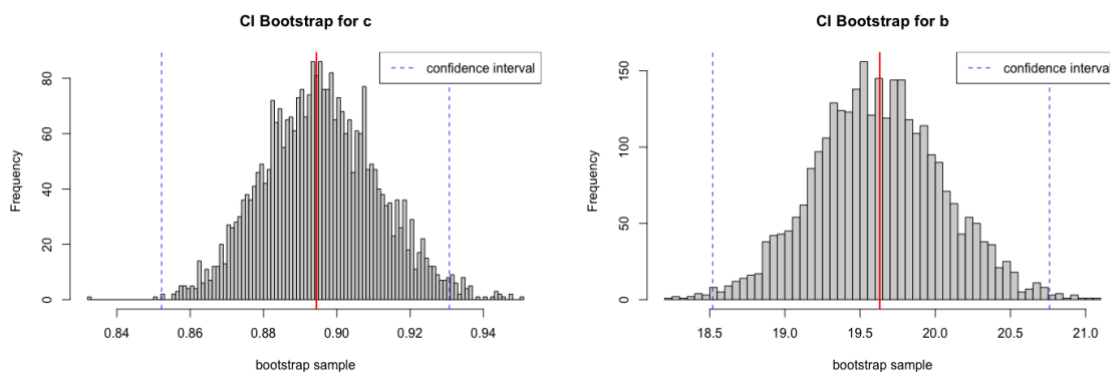 CI Bootstrap for c
Frequency
80
60
40
20
0
0.84 0.86 0.88 0.90 0.92 0.94
bootstrap sample
confidence interval
CI Bootstrap for b
Frequency
150
100
50
0
18.5 19.0 19.5 20.0 20.5 21.0
bootstrap sample
confidence interval